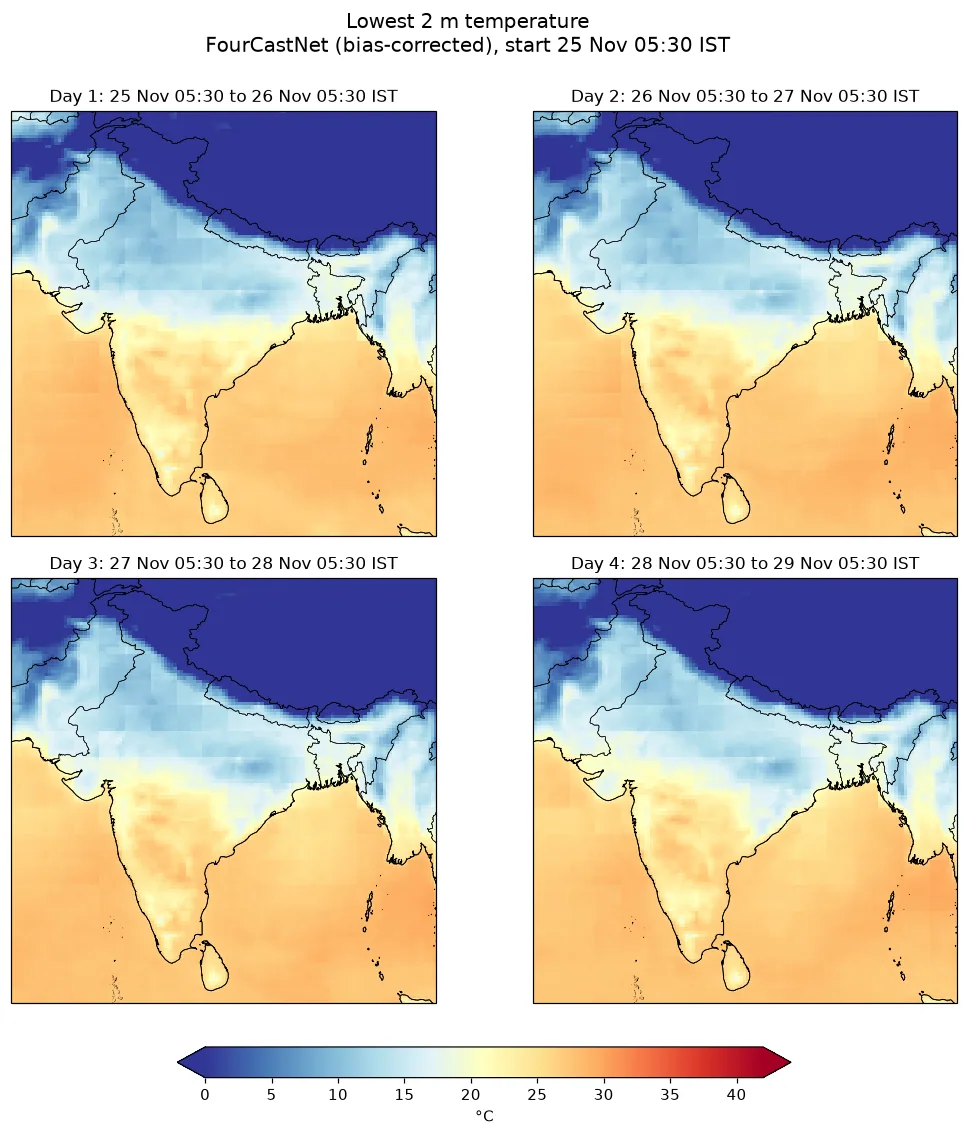 Lowest 2 m temperature
FourCastNet (bias-corrected), start 25 Nov 05:30 IST
Day 1: 25 Nov 05:30 to 26 Nov 05:30 IST
Day 2: 26 Nov 05:30 to 27 Nov 05:30 IST
Day 3: 27 Nov 05:30 to 28 Nov 05:30 IST
Day 4: 28 Nov 05:30 to 29 Nov 05:30 IST
0 5 10 15 20 25 30 35 40
°C